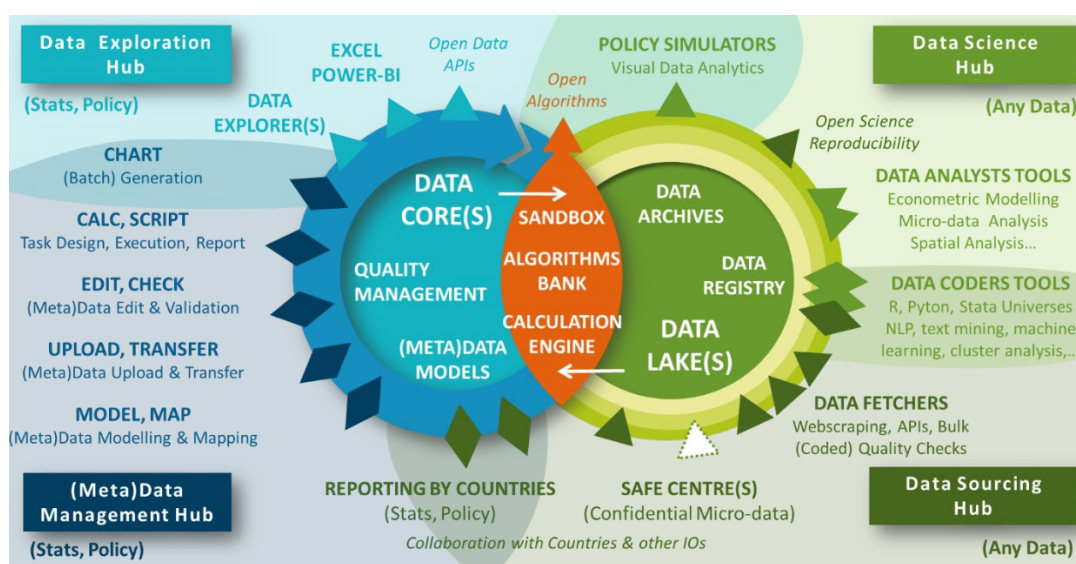 Data Exploration
Hub
(Stats, Policy)
EXCEL
POWER-BI
Open Data
APIs
DATA
EXPLORER(S)
Open
Algorithms
POLICY SIMULATORS
Visual Data Analytics
Data Science
Hub
(Any Data)
Open Science
Reproducibility
CHART
(Batch) Generation
CALC, SCRIPT
Task Design, Execution, Report
EDIT, CHECK
(Meta)Data Edit & Validation
UPLOAD, TRANSFER
(Meta)Data Upload & Transfer
MODEL, MAP
(Meta)Data Modelling & Mapping
(Meta)Data
Management Hub
(Stats, Policy)
DATA
CORE(S)
QUALITY
MANAGEMENT
(META)DATA
MODELS
SANDBOX
ALGORITHMS
BANK
CALCULATION
ENGINE
DATA
ARCHIVES
DATA
REGISTRY
DATA
LAKE(S)
DATA ANALYSTS TOOLS
Econometric Modelling
Micro-data Analysis
Spatial Analysis...
DATA CODERS TOOLS
R, Pyton, Stata Universes
NLP, text mining, machine
learning, cluster analysis,..
DATA FETCHERS
Webscraping, APIs, Bulk
(Coded) Quality Checks
REPORTING BY COUNTRIES
(Stats, Policy)
SAFE CENTRE(S)
(Confidential Micro-data)
Collaboration with Countries & other IOs
Data Sourcing
Hub
(Any Data)